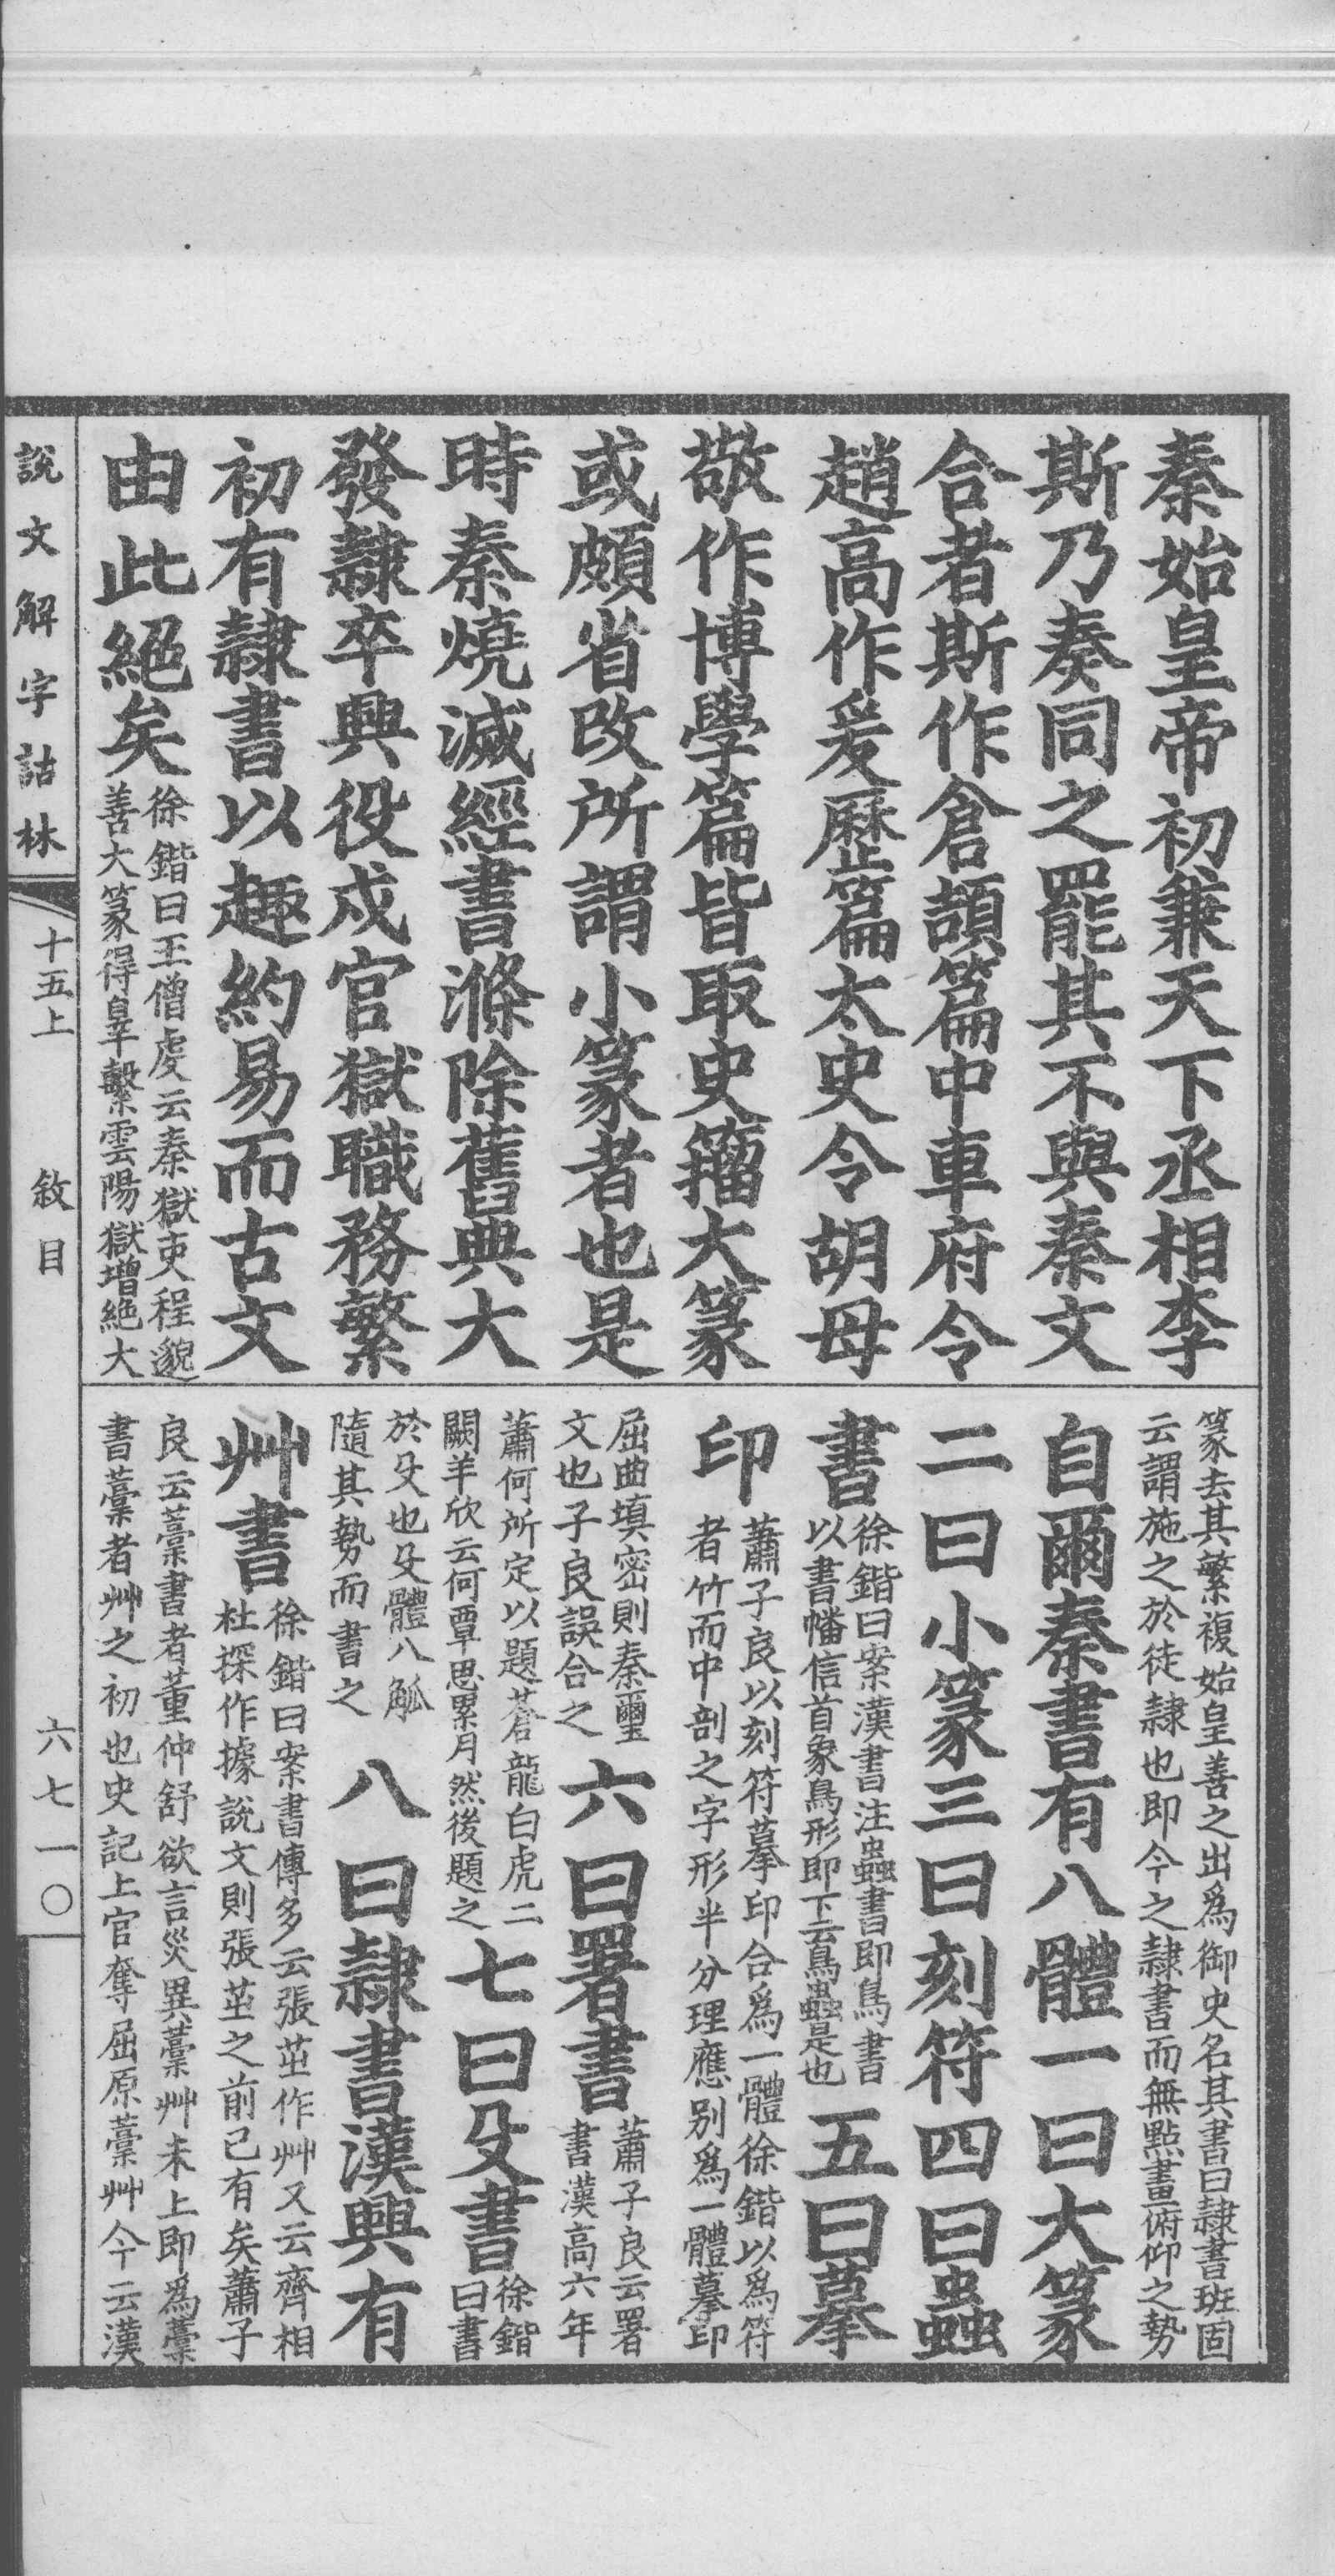 秦始皇帝初兼天下丞相李
斯乃奏同之罷其不與秦文
合者斯作倉頡篇中車府令
趙高作爰歷篇太史令胡母
敬作博學篇皆取史籒大篆
或頗省改所謂小篆者也是
時秦燒滅經書滌除舊典大
發隸卒興役戍官獄職務繁
初有隸書以趣約易而古文
由此絕矣
徐鍇曰王僧虔云秦獄吏程邈
善大篆得辠繫雲陽獄增絕大
篆去其繁複始皇善之出爲御史名其書曰隸書班固
云謂施之於徒隸也即今之隸書而無點畫俯仰之勢
自爾秦書有八體一曰大篆
二曰小篆三曰刻符四曰蟲
書
徐鍇曰案漢書注蟲書即鳥書
以書幡信首象鳥形即下云鳥蟲是也
五曰摹
印
蕭子良以刻符摹印合爲一體徐鍇以爲符
者竹而中剖之字形半分理應别爲一體摹印
屈曲填密則秦璽
文也子良誤合之
六曰署書
蕭子良云署
書漢高六年
蕭何所定以題蒼龍白虎二
闕羊欣云何覃思累月然後題之
七曰殳書
徐鍇
曰書
於殳也殳體八觚
隨其勢而書之
八曰隸書漢興有
艸書
徐鍇曰案書傳多云張芝作艸又云齊相
杜探作據說文則張芝之前已有矣蕭子
良云藁書者董仲舒欲言災異藁艸未上即爲藁
書藁者艸之初也史記上官奪屈原藁艸今云漢
說文解字詁林
十五上
敘目
六七一〇